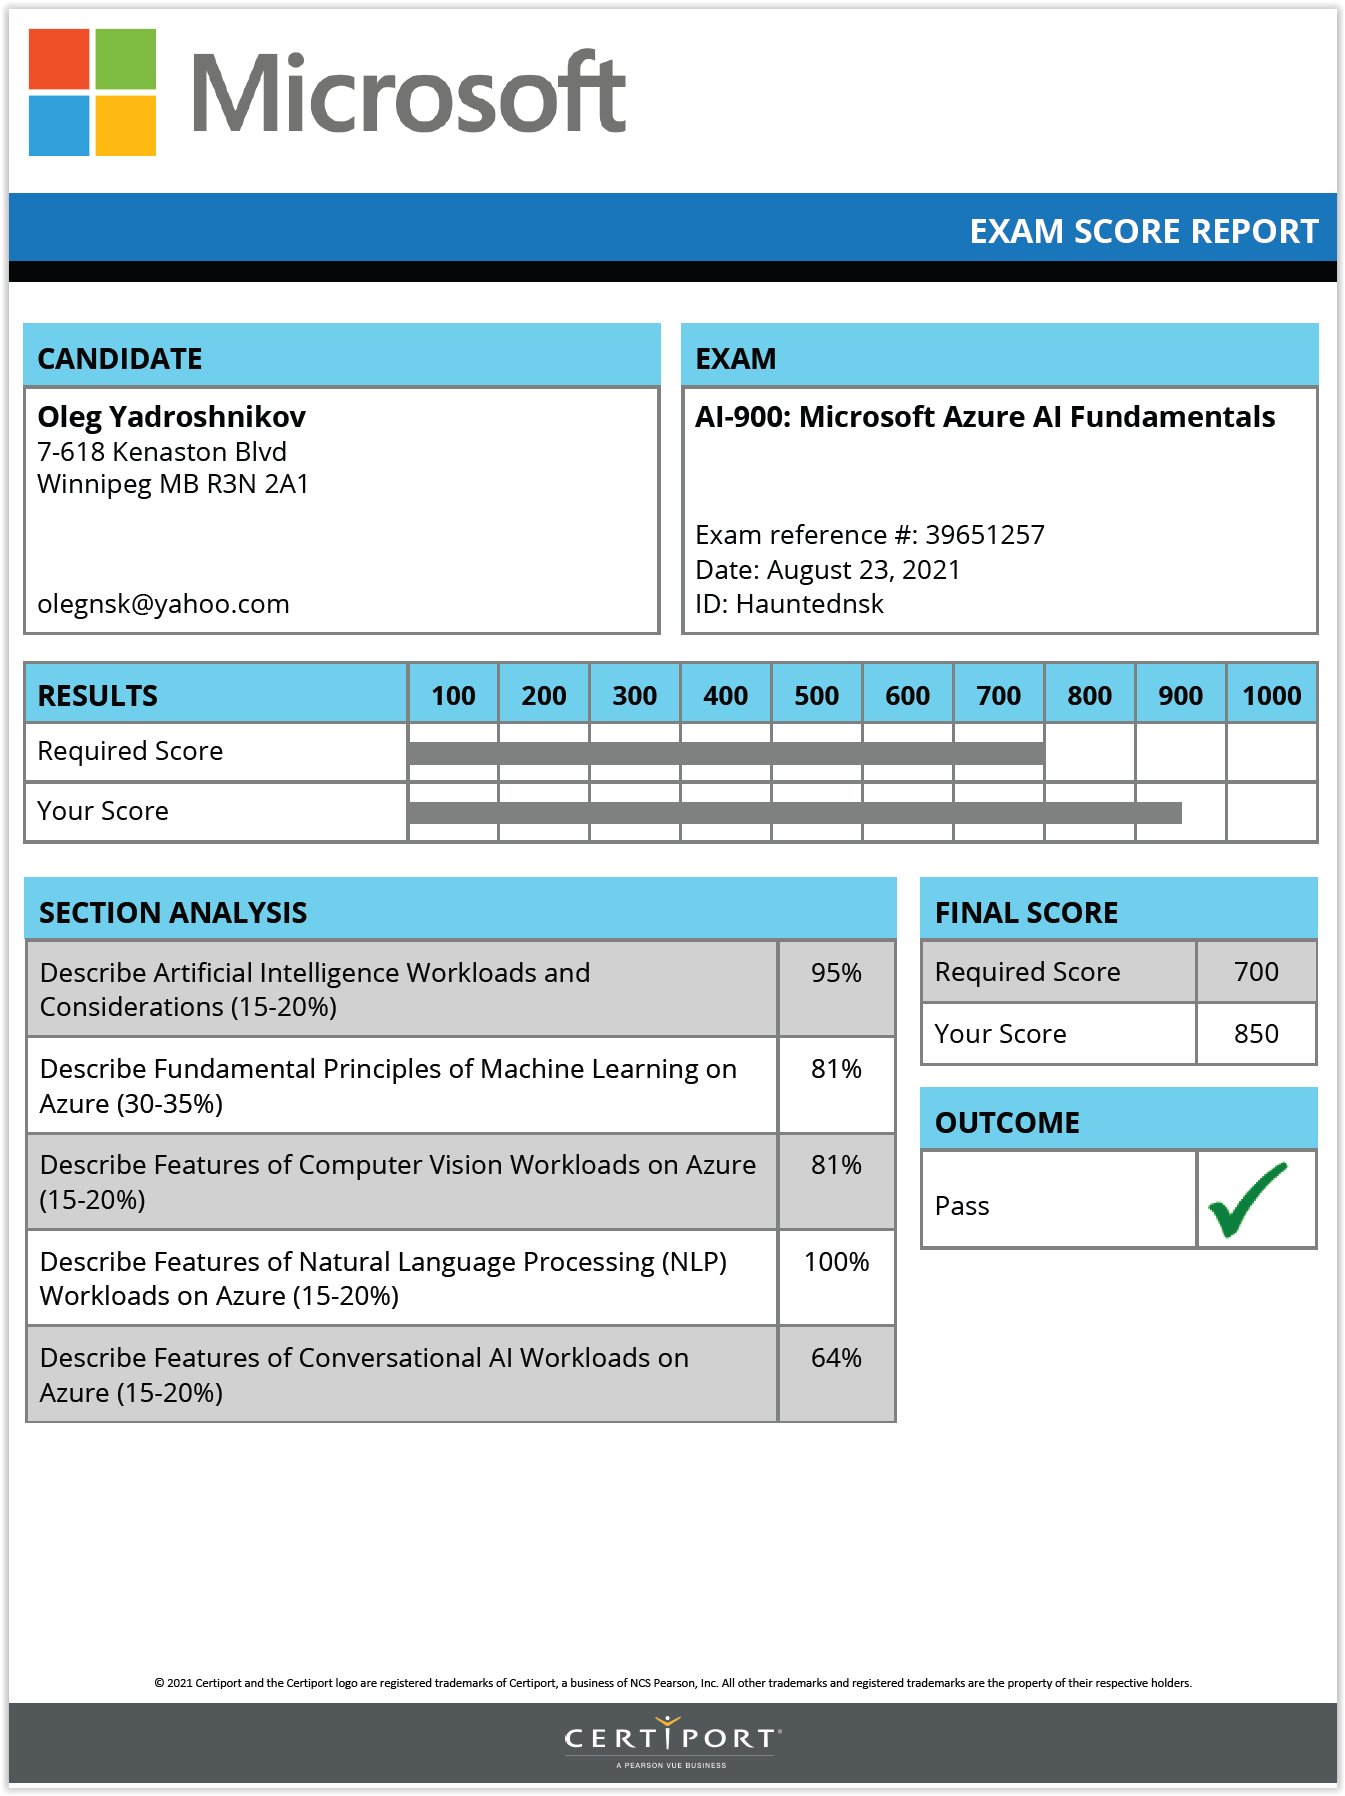 Microsoft
EXAM SCORE REPORT
CANDIDATE
Oleg Yadroshnikov
7-618 Kenaston Blvd
Winnipeg MB R3N 2A1
olegnsk@yahoo.com
EXAM
AI-900: Microsoft Azure AI Fundamentals
Exam reference #: 39651257
Date: August 23, 2021
ID: Hauntednsk
RESULTS 100 200 300 400 500 600 700 800 900 1000
Required Score
Your Score
SECTION ANALYSIS
Describe Artificial Intelligence Workloads and 95%
Considerations (15-20%)
Describe Fundamental Principles of Machine Learning on 81%
Azure (30-35%)
Describe Features of Computer Vision Workloads on Azure 81%
(15-20%)
Describe Features of Natural Language Processing (NLP) 100%
Workloads on Azure (15-20%)
Describe Features of Conversational AI Workloads on 64%
Azure (15-20%)
FINAL SCORE
Required Score 700
Your Score 850
OUTCOME
Pass
© 2021 Certiport and the Certiport logo are registered trademarks of Certiport, a business of NCS Pearson, Inc. All other trademarks and registered trademarks are the property of their respective holders.
CERTIPORT®
A PEARSON VUE BUSINESS